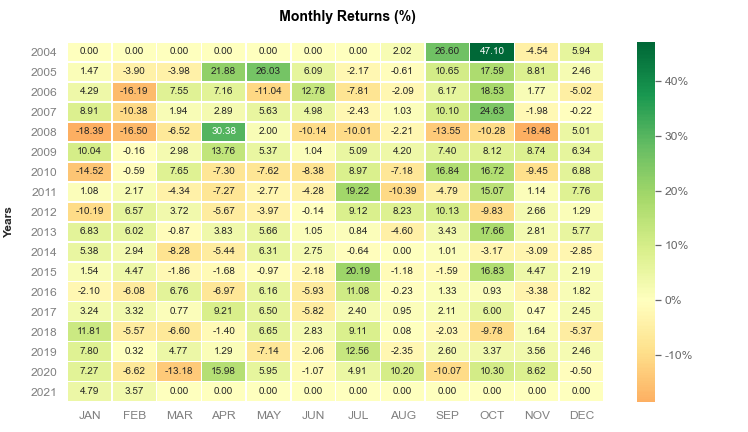 Monthly Returns (%)
2004 0.00 0.00 0.00 0.00 0.00 0.00 0.00 2.02 26.60 47.10 -4.54 5.94
2005 1.47 -3.90 -3.98 21.88 26.03 6.09 -2.17 -0.61 10.65 17.59 8.81 2.46
2006 4.29 -16.19 7.55 7.16 -11.04 12.78 -7.81 -2.09 6.17 18.53 1.77 -5.02
2007 8.91 -10.38 1.94 2.89 5.63 4.98 -2.43 1.03 10.10 24.63 -1.98 -0.22
2008 -18.39 -16.50 -6.52 30.38 2.00 -10.14 -10.01 -2.21 -13.55 -10.28 -18.48 5.01
2009 10.04 -0.16 2.98 13.76 5.37 1.04 5.09 4.20 7.40 8.12 8.74 6.34
2010 -14.52 -0.59 7.65 -7.30 -7.62 -8.38 8.97 -7.18 16.84 16.72 -9.45 6.88
2011 1.08 2.17 -4.34 -7.27 -2.77 -4.28 19.22 -10.39 -4.79 15.07 1.14 7.76
2012 -10.19 6.57 3.72 -5.67 -3.97 -0.14 9.12 8.23 10.13 -9.83 2.66 1.29
2013 6.83 6.02 -0.87 3.83 5.66 1.05 0.84 -4.60 3.43 17.66 2.81 5.77
2014 5.38 2.94 -8.28 -5.44 6.31 2.75 -0.64 0.00 1.01 -3.17 -3.09 -2.85
2015 1.54 4.47 -1.86 -1.68 -0.97 -2.18 20.19 -1.18 -1.59 16.83 4.47 2.19
2016 -2.10 -6.08 6.76 -6.97 6.16 -5.93 11.08 -0.23 1.33 0.93 -3.38 1.82
2017 3.24 3.32 0.77 9.21 6.50 -5.82 2.40 0.95 2.11 6.00 0.47 2.45
2018 11.81 -5.57 -6.60 -1.40 6.65 2.83 9.11 0.08 -2.03 -9.78 1.64 -5.37
2019 7.80 0.32 4.77 1.29 -7.14 -2.06 12.56 -2.35 2.60 3.37 3.56 2.46
2020 7.27 -6.62 -13.18 15.98 5.95 -1.07 4.91 10.20 -10.07 10.30 8.62 -0.50
2021 4.79 3.57 0.00 0.00 0.00 0.00 0.00 0.00 0.00 0.00 0.00 0.00
JAN FEB MAR APR MAY JUN JUL AUG SEP OCT NOV DEC
Years
40%
30%
20%
10%
0%
-10%